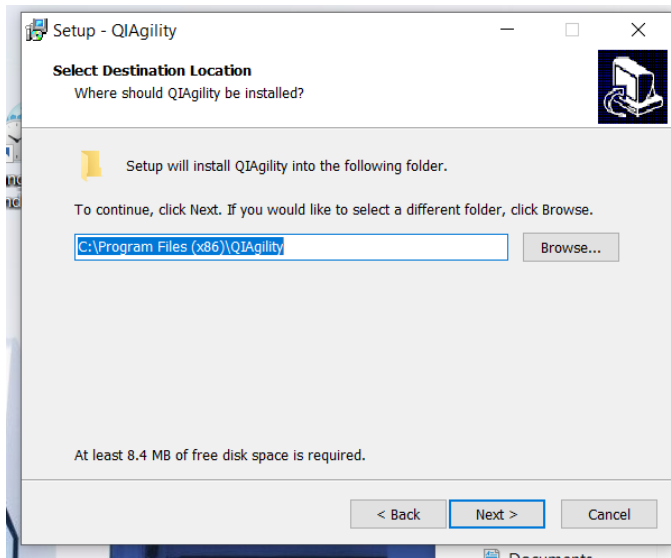 Setup - QIAgility
Select Destination Location
Where should QIAgility be installed?
Setup will install QIAgility into the following folder.
To continue, click Next. If you would like to select a different folder, click Browse.
C:\Program Files (x86)\QIAgility
Browse...
At least 8.4 MB of free disk space is required.
< Back
Next >
Cancel
Documents